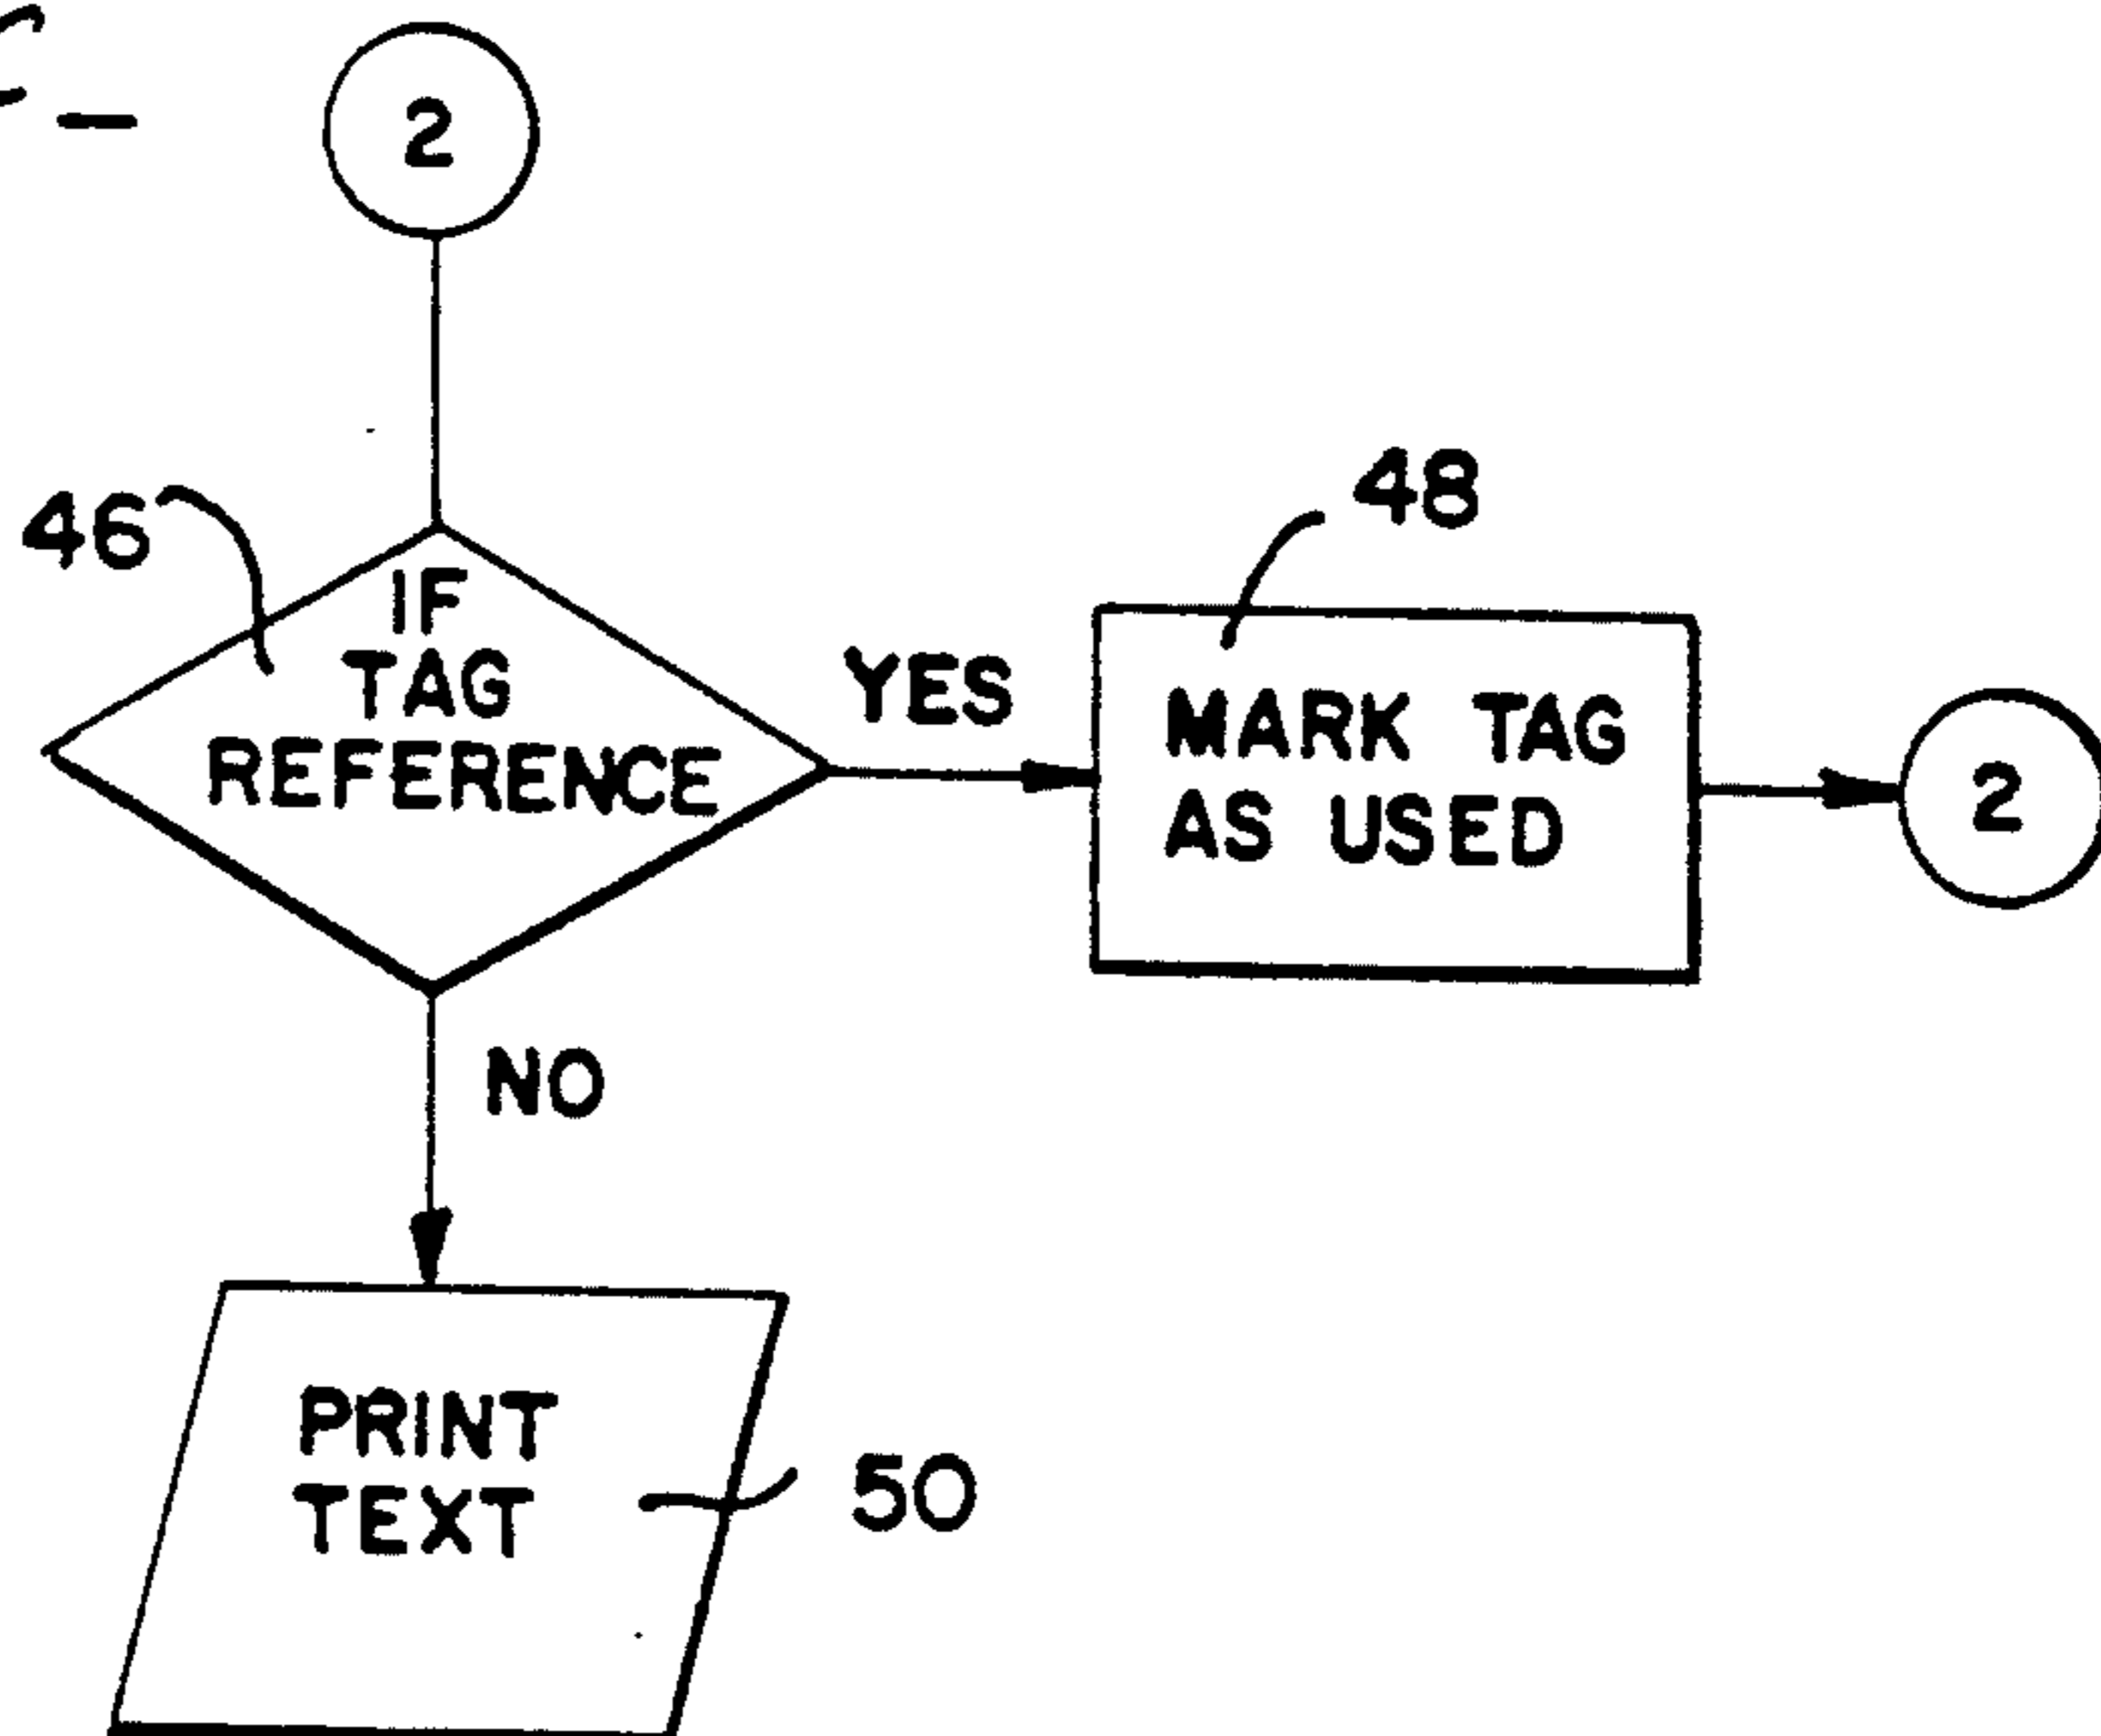 2
46
IF
TAG
REFERENCE
YES
48
MARK TAG
AS USED
2
NO
PRINT
TEXT
50